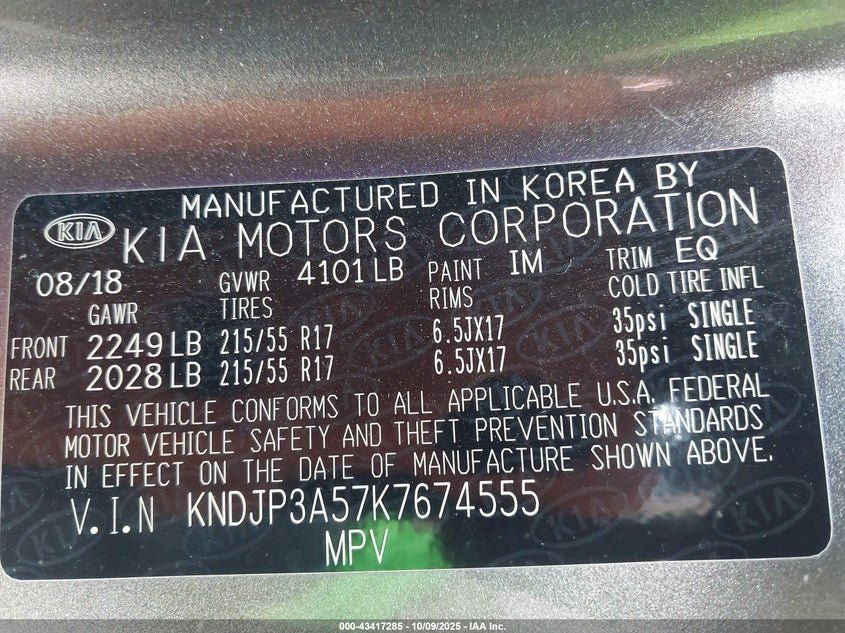 MANUFACTURED IN KOREA BY
KIA KIA MOTORS CORPORATION
08/18 GVWR 4101 LB PAINT IM TRIM EQ
GAWR TIRES RIMS COLD TIRE INFL
FRONT 2249 LB 215/55 R17 6.5JX17 35psi SINGLE
REAR 2028 LB 215/55 R17 6.5JX17 35psi SINGLE
THIS VEHICLE CONFORMS TO ALL APPLICABLE U.S.A. FEDERAL
MOTOR VEHICLE SAFETY AND THEFT PREVENTION STANDARDS
IN EFFECT ON THE DATE OF MANUFACTURE SHOWN ABOVE.
V.I.N KNDJP3A57K7674555
MPV
000-43417285 - 10/09/2025 - IAA Inc.